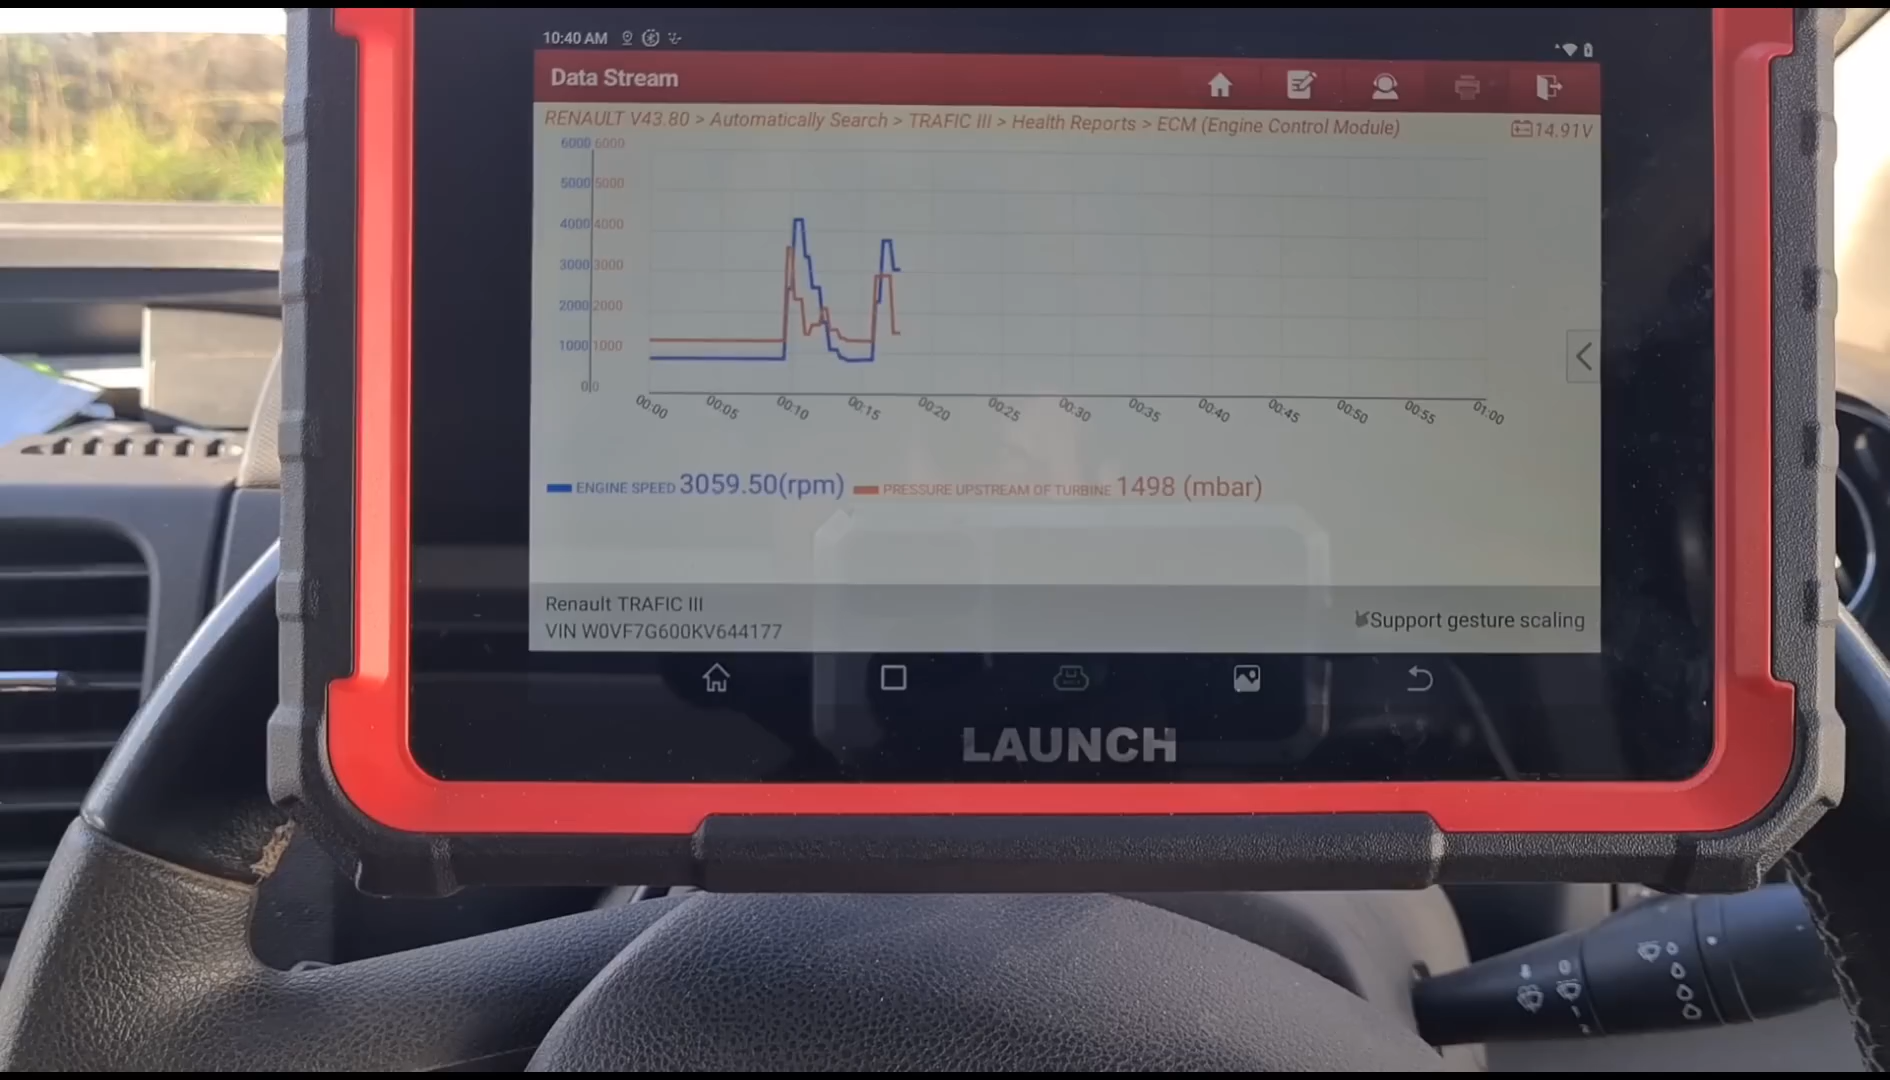 10:40 AM
Data Stream
RENAULT V43.80 > Automatically Search > TRAFIC III > Health Reports > ECM (Engine Control Module)
14.91V
6000 6000
5000 5000
4000 4000
3000 3000
2000 2000
1000 1000
0 0
00:00 00:05 00:10 00:15 00:20 00:25 00:30 00:35 00:40 00:45 00:50 00:55 01:00
ENGINE SPEED 3059.50(rpm) PRESSURE UPSTREAM OF TURBINE 1498 (mbar)
Renault TRAFIC III
VIN W0VF7G600KV644177
Support gesture scaling
LAUNCH